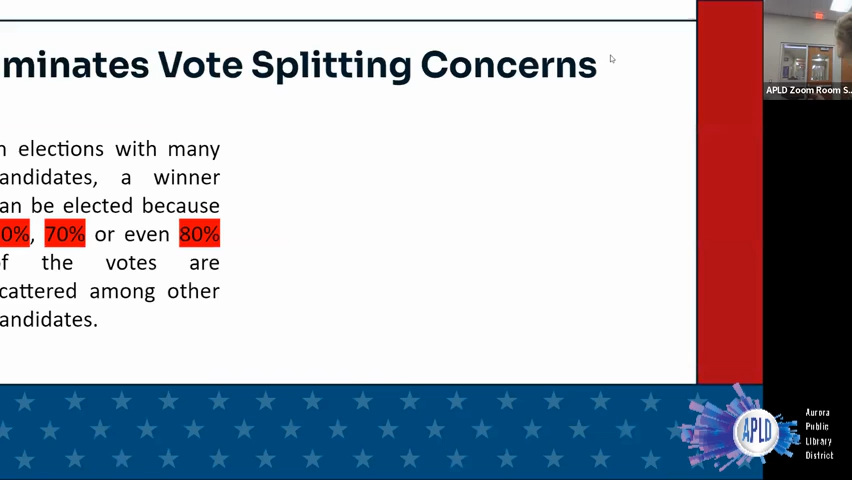 minates Vote Splitting Concerns
n elections with many
andidates, a winner
an be elected because
0%, 70% or even 80%
f the votes are
cattered among other
andidates.
APLD Zoom Room S...
APLD
Aurora
Public
Library
District